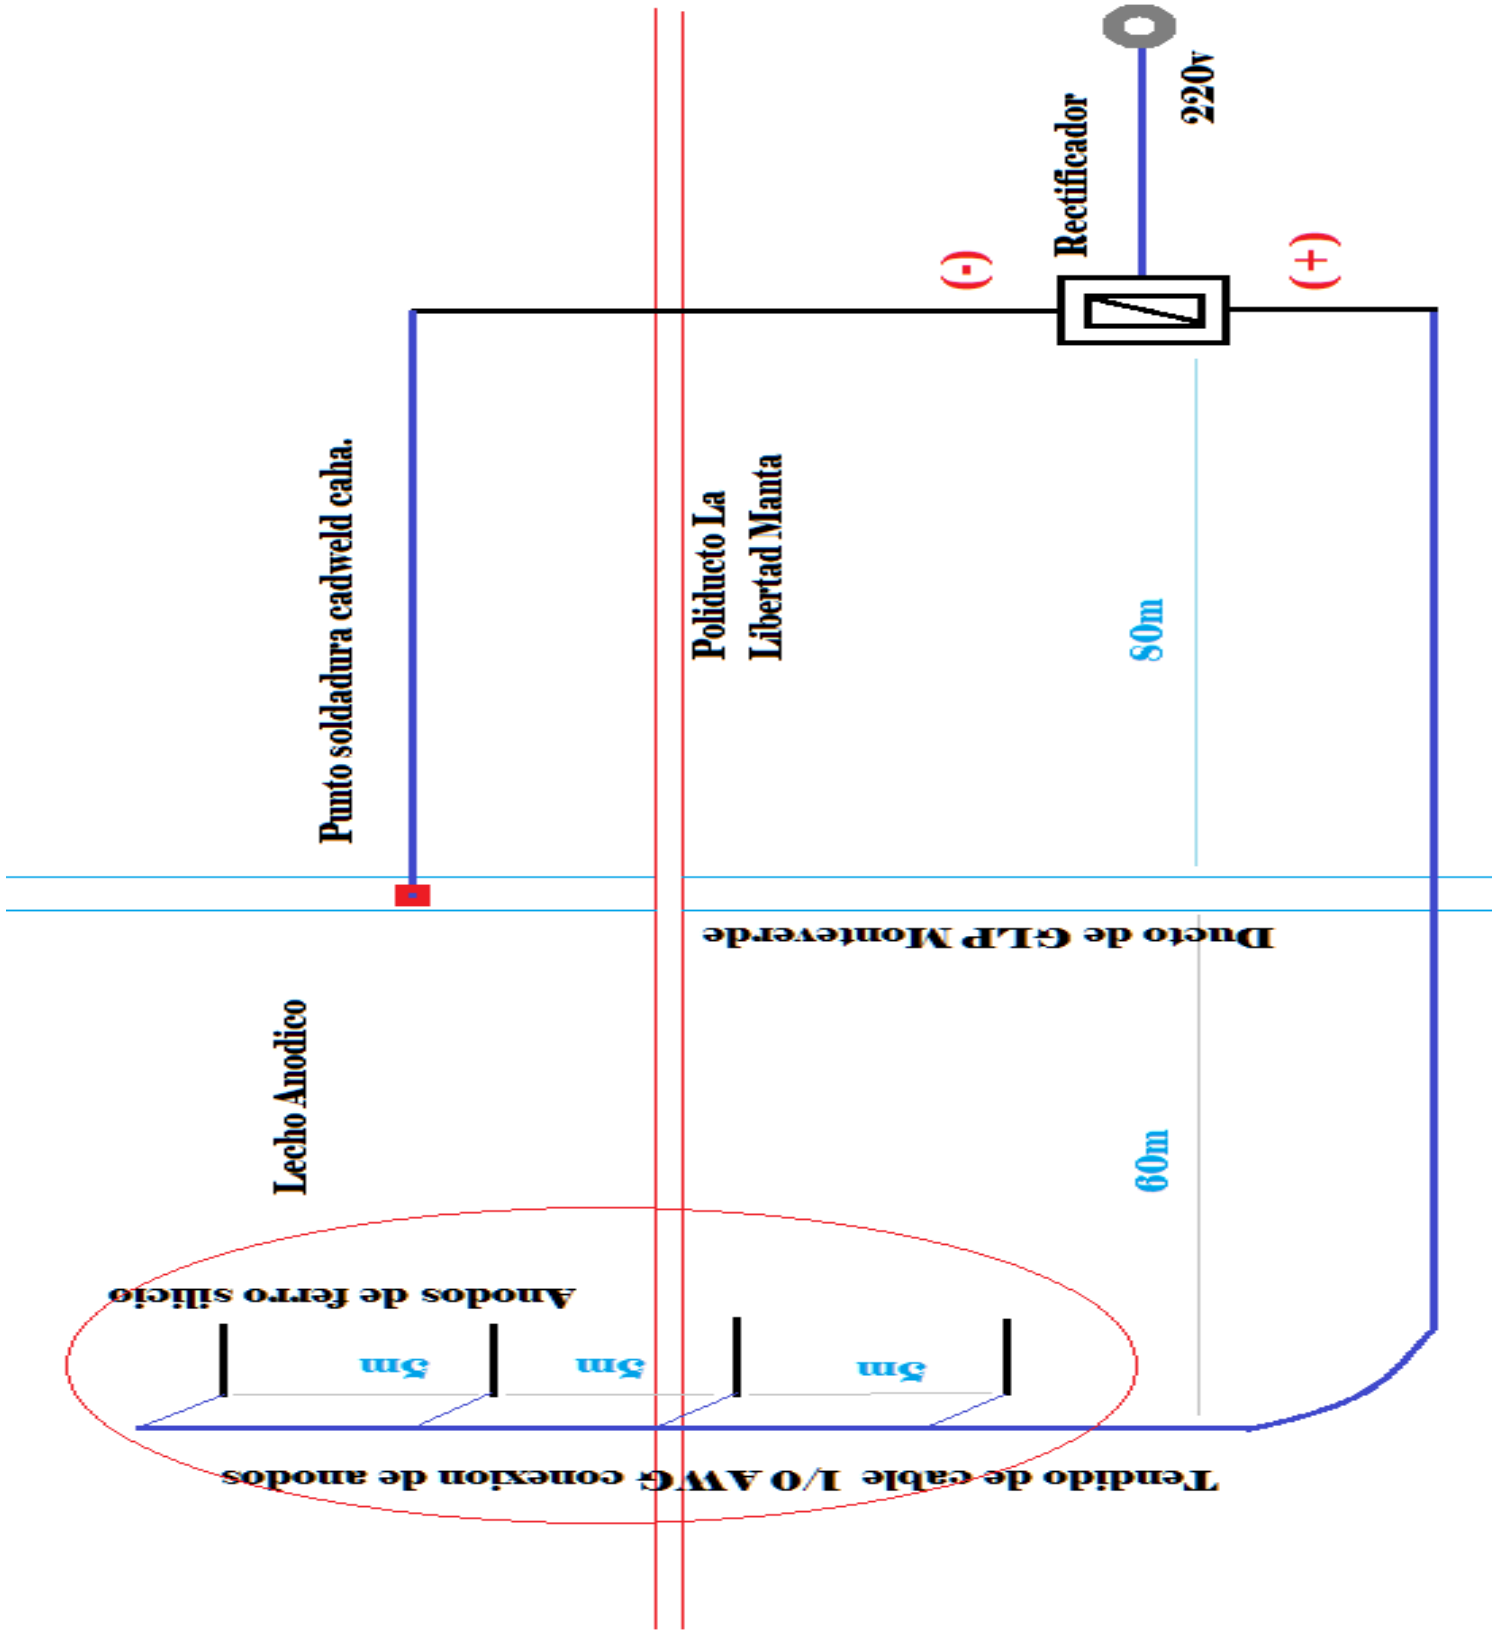 220v
Rectificador
(-)
(+)
Punto soldadura cadweld caha.
Poliducto La
Libertad Manta
80m
Ducto de GLP Monteverde
Lecho Anodico
60m
Anodos de ferro silicio
5m
5m
5m
Tendido de cable 1/0 AWG conexion de anodos